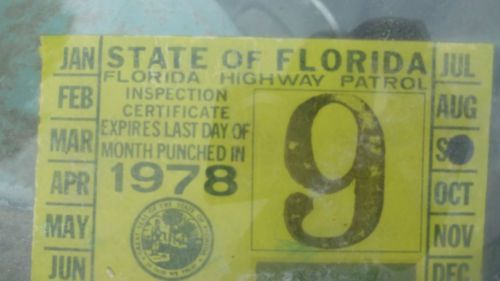 JAN
FEB
MAR
APR
MAY
JUN
STATE OF FLORIDA
FLORIDA HIGHWAY PATROL
INSPECTION
CERTIFICATE
EXPIRES LAST DAY OF
MONTH PUNCHED IN
1978
9
JUL
AUG
OCT
NOV
DEC